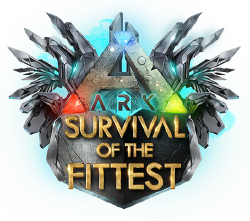 ARK
SURVIVAL
OF THE
FITTEST